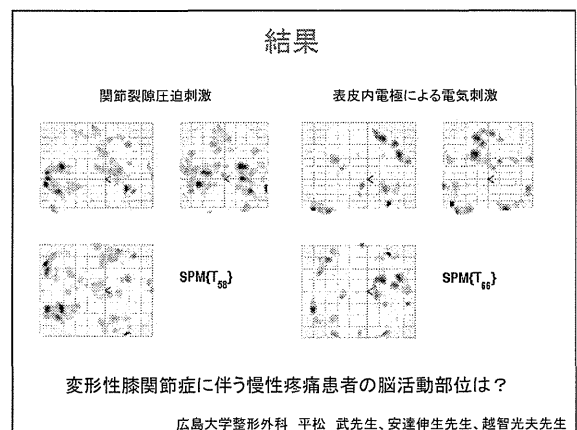 結果
関節裂隙圧迫刺激
表皮内電極による電気刺激
SPM{T58}
SPM{T66}
変形性膝関節症に伴う慢性疼痛患者の脳活動部位は？
広島大学整形外科 平松 武先生、安達伸生先生、越智光夫先生